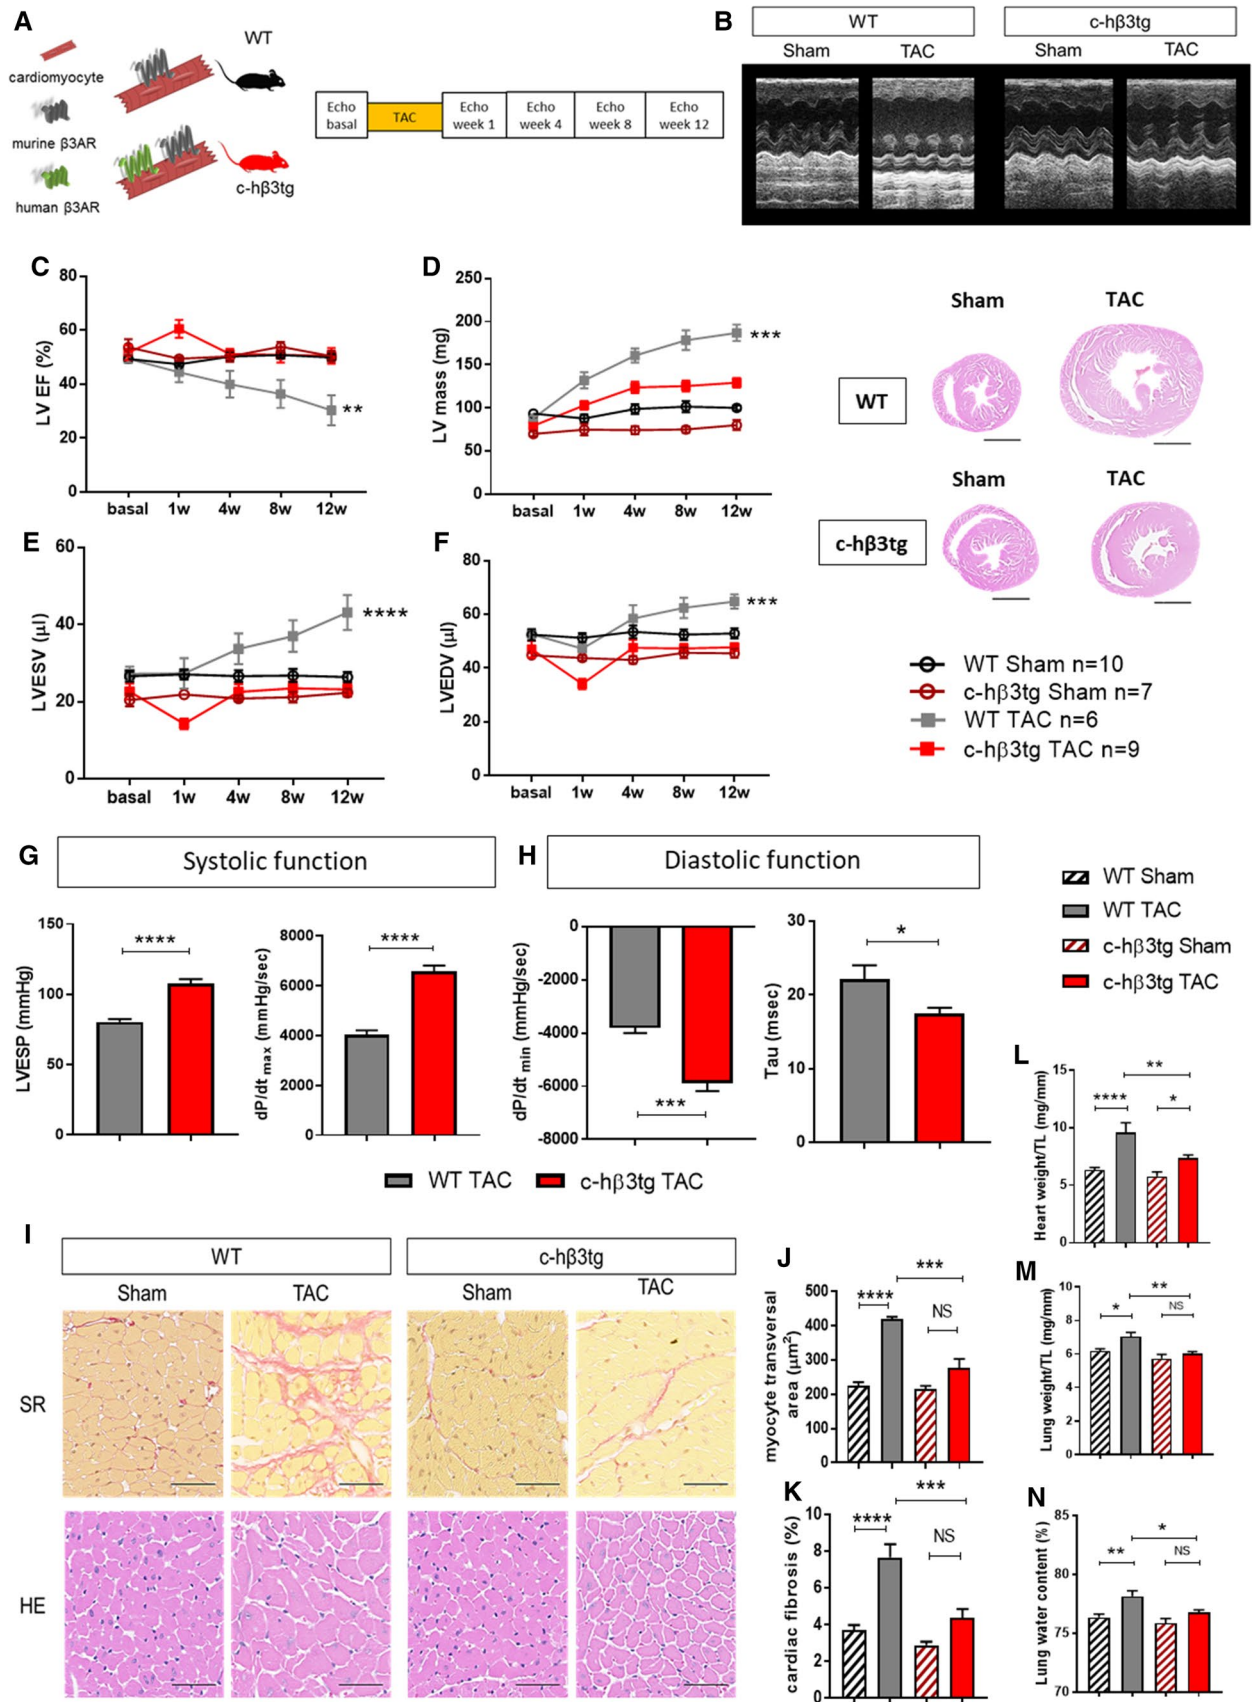 A
WT
cardiomyocyte
murine β3AR
human β3AR
c-hβ3tg
Echo basal
TAC
Echo week 1
Echo week 4
Echo week 8
Echo week 12
B
WT
c-hβ3tg
Sham
TAC
Sham
TAC
C
LV EF (%)
80
60
40
20
0
**
basal 1w 4w 8w 12w
D
LV mass (mg)
250
200
150
100
50
0
***
basal 1w 4w 8w 12w
Sham
TAC
WT
Sham
TAC
c-hβ3tg
E
LVESV (μl)
60
40
20
0
****
basal 1w 4w 8w 12w
F
LVEDV (μl)
80
60
40
20
0
***
basal 1w 4w 8w 12w
WT Sham n=10
c-hβ3tg Sham n=7
WT TAC n=6
c-hβ3tg TAC n=9
G
Systolic function
LVESP (mmHg)
150
100
50
0
****
dP/dt max (mmHg/sec)
8000
6000
4000
2000
0
****
H
Diastolic function
dP/dt min (mmHg/sec)
0
-2000
-4000
-6000
-8000
***
Tau (msec)
30
20
10
0
*
WT TAC
c-hβ3tg TAC
WT Sham
WT TAC
c-hβ3tg Sham
c-hβ3tg TAC
I
WT
c-hβ3tg
Sham
TAC
Sham
TAC
SR
HE
J
myocyte transversal
area (μm²)
500
400
300
200
100
0
****
***
NS
K
cardiac fibrosis (%)
10
8
6
4
2
0
****
***
NS
L
Heart weight/TL (mg/mm)
15
10
5
0
****
**
*
M
Lung weight/TL (mg/mm)
10
8
6
4
2
0
*
**
NS
N
Lung water content (%)
85
80
75
70
**
*
NS